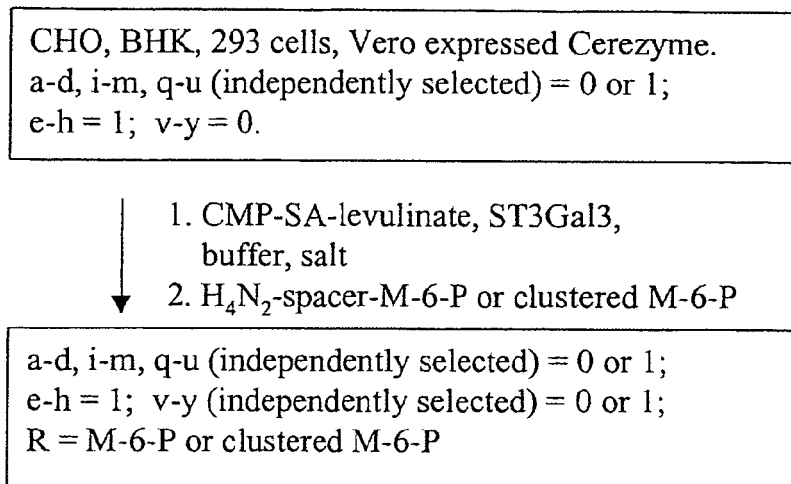 CHO, BHK, 293 cells, Vero expressed Cerezyme.
a-d, i-m, q-u (independently selected) = 0 or 1;
e-h = 1; v-y = 0.
1. CMP-SA-levulinate, ST3Gal3,
buffer, salt
2. H₄N₂-spacer-M-6-P or clustered M-6-P
a-d, i-m, q-u (independently selected) = 0 or 1;
e-h = 1; v-y (independently selected) = 0 or 1;
R = M-6-P or clustered M-6-P